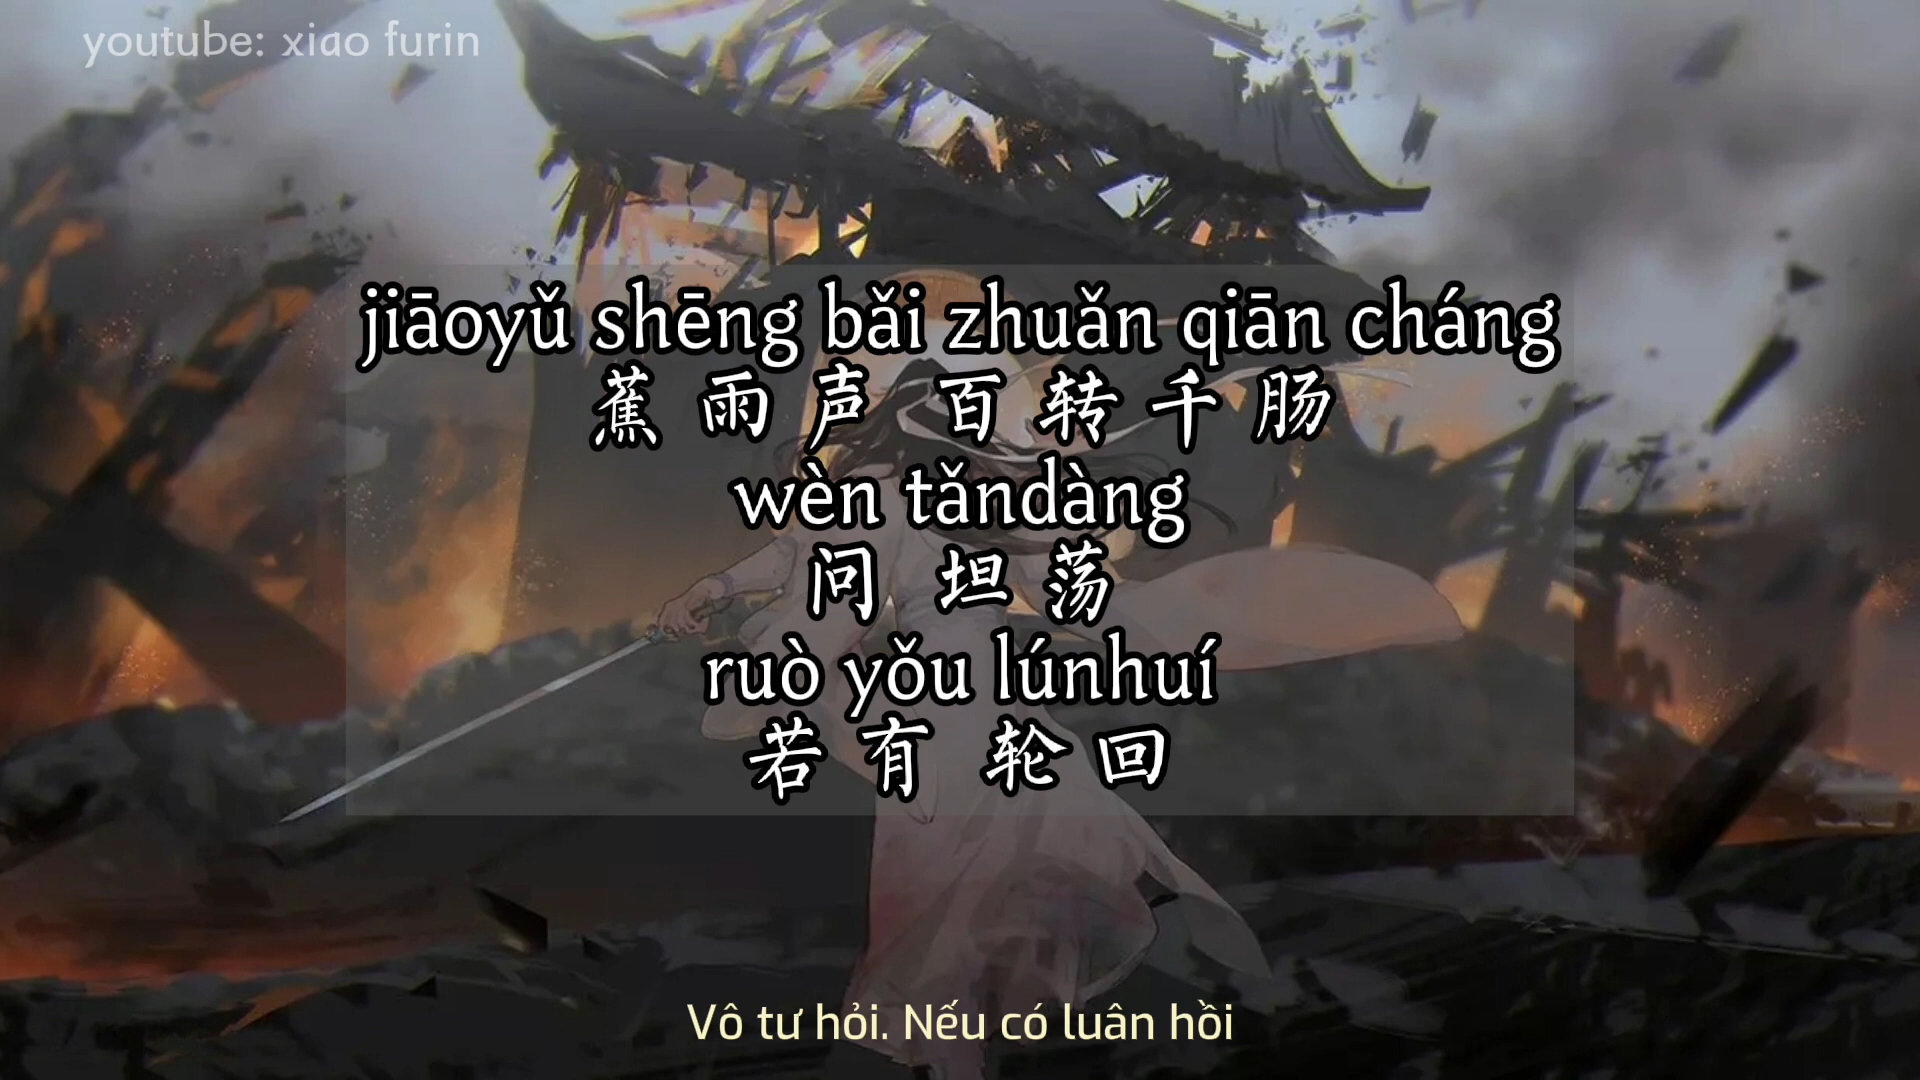 youtube: xiao furin
jiāoyǔ shēng bǎi zhuǎn qiān cháng
蕉雨声百转千肠
wèn tǎndàng
问坦荡
ruò yǒu lúnhuí
若有轮回
Vô tư hỏi. Nếu có luân hồi